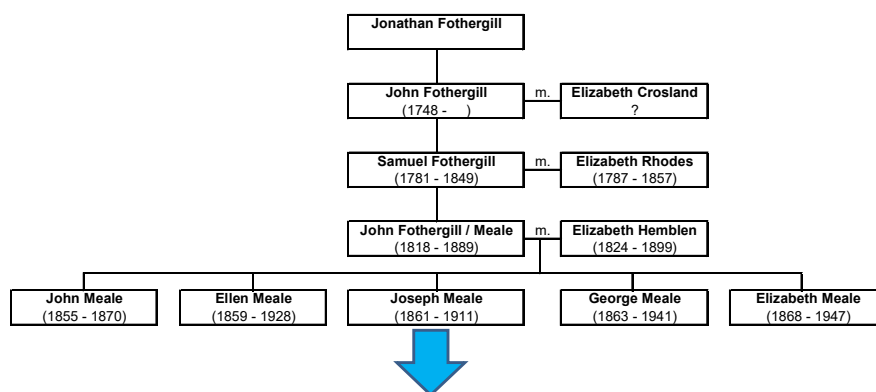 Jonathan Fothergill
John Fothergill
(1748 -     )
m.
Elizabeth Crosland
?
Samuel Fothergill
(1781 - 1849)
m.
Elizabeth Rhodes
(1787 - 1857)
John Fothergill / Meale
(1818 - 1889)
m.
Elizabeth Hemblen
(1824 - 1899)
John Meale
(1855 - 1870)
Ellen Meale
(1859 - 1928)
Joseph Meale
(1861 - 1911)
George Meale
(1863 - 1941)
Elizabeth Meale
(1868 - 1947)